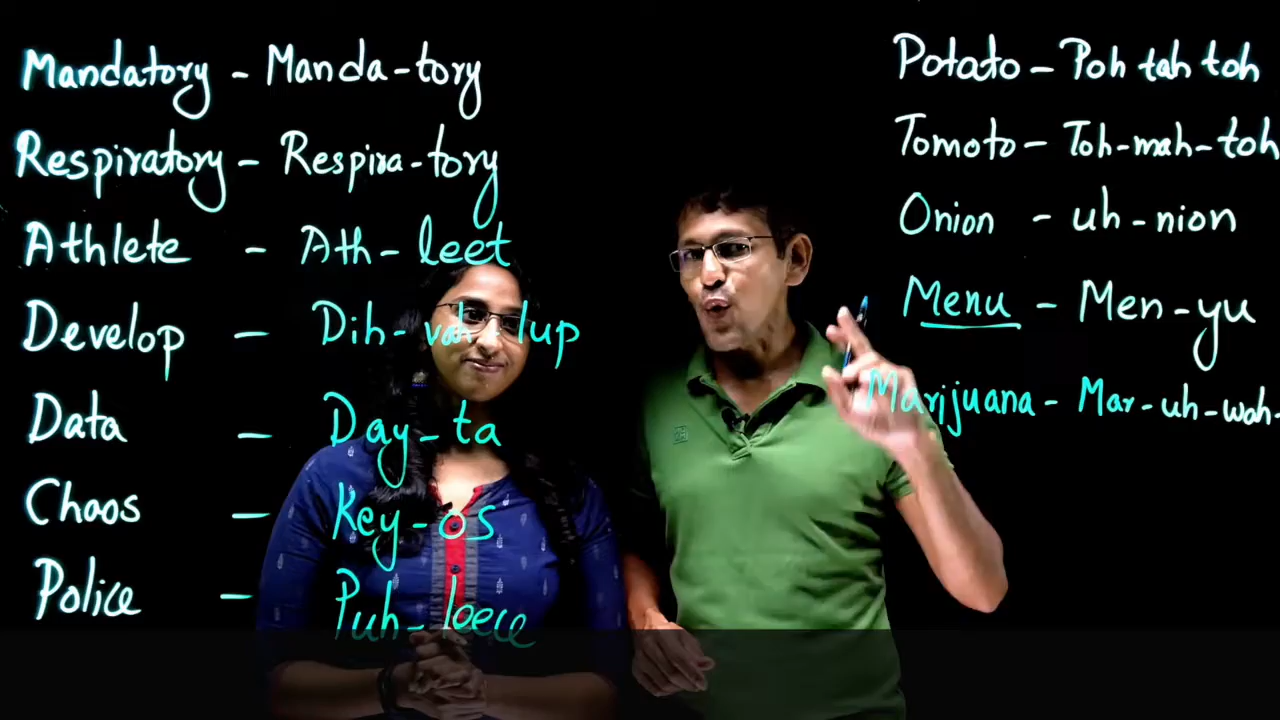 Mandatory - Manda-tory
Respiratory - Respira-tory
Athlete - Ath-leet
Develop - Dih-vah-lup
Data - Day-ta
Chaos - Key-os
Police - Puh-leece
Potato - Poh tah toh
Tomoto - Toh-mah-toh
Onion - uh-nion
Menu - Men-yu
Marijuana - Mar-uh-wah-